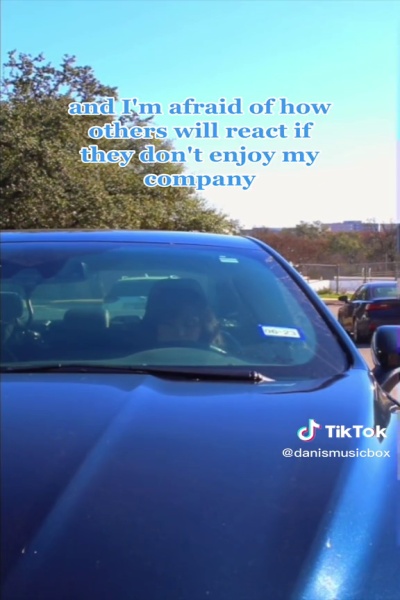 and I'm afraid of how
others will react if
they don't enjoy my
company
TikTok
@danismusicbox